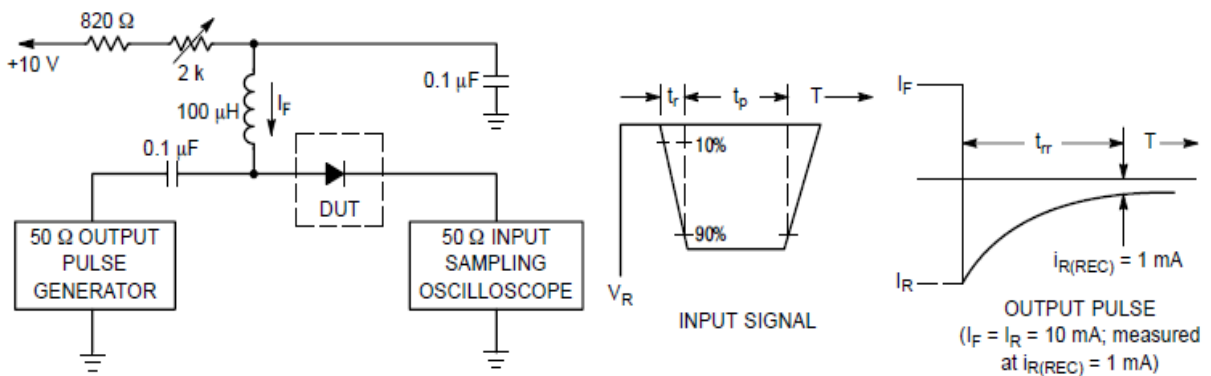 820 Ω
+10 V
2 k
0.1 µF
100 µH
I_F
0.1 µF
DUT
50 Ω OUTPUT
PULSE
GENERATOR
50 Ω INPUT
SAMPLING
OSCILLOSCOPE
t_r
t_p
T
10%
90%
V_R
INPUT SIGNAL
I_F
t_rr
T
I_R
i_R(REC) = 1 mA
OUTPUT PULSE
(I_F = I_R = 10 mA; measured
at i_R(REC) = 1 mA)